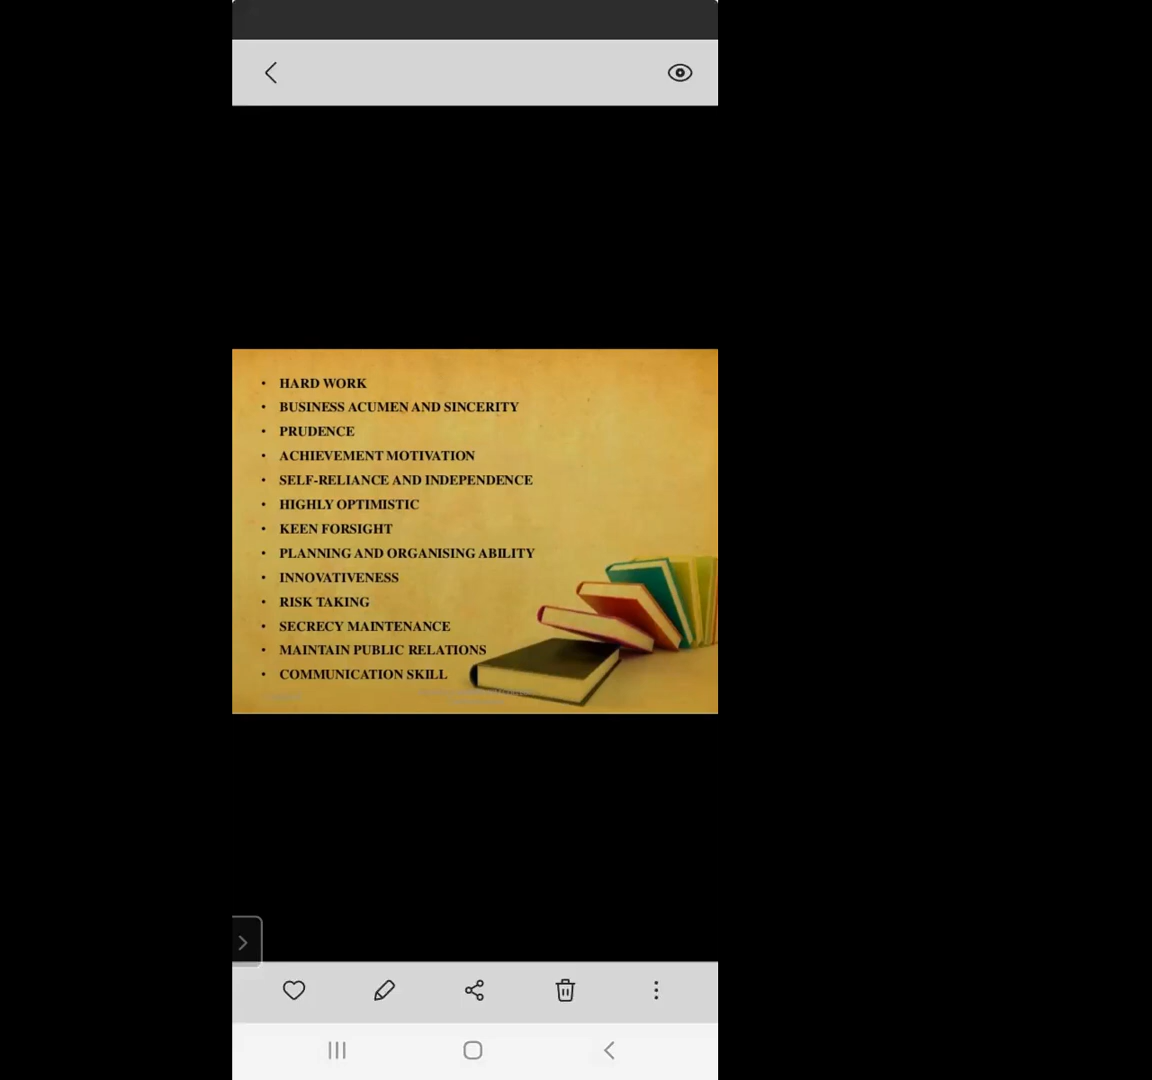 • HARD WORK
• BUSINESS ACUMEN AND SINCERITY
• PRUDENCE
• ACHIEVEMENT MOTIVATION
• SELF-RELIANCE AND INDEPENDENCE
• HIGHLY OPTIMISTIC
• KEEN FORSIGHT
• PLANNING AND ORGANISING ABILITY
• INNOVATIVENESS
• RISK TAKING
• SECRECY MAINTENANCE
• MAINTAIN PUBLIC RELATIONS
• COMMUNICATION SKILL